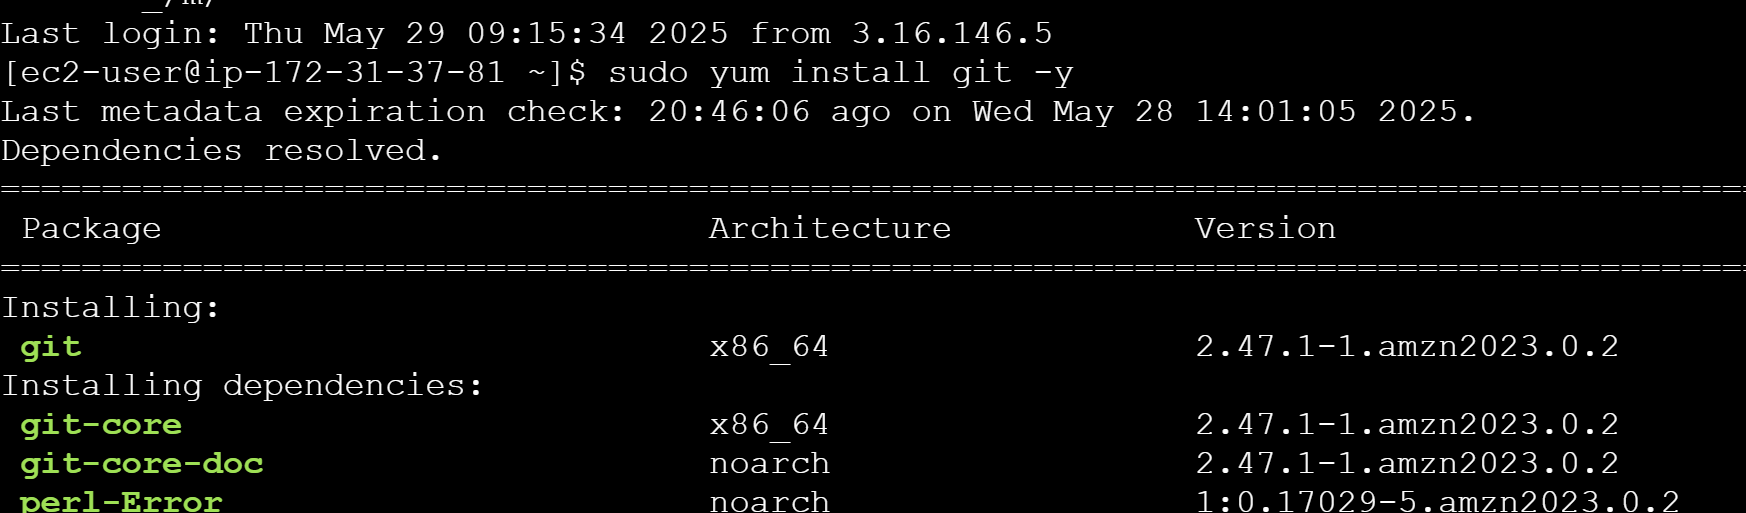 _/m/
Last login: Thu May 29 09:15:34 2025 from 3.16.146.5
[ec2-user@ip-172-31-37-81 ~]$ sudo yum install git -y
Last metadata expiration check: 20:46:06 ago on Wed May 28 14:01:05 2025.
Dependencies resolved.
================================================================================
Package Architecture Version
================================================================================
Installing:
git x86_64 2.47.1-1.amzn2023.0.2
Installing dependencies:
git-core x86_64 2.47.1-1.amzn2023.0.2
git-core-doc noarch 2.47.1-1.amzn2023.0.2
perl-Error noarch 1:0.17029-5.amzn2023.0.2